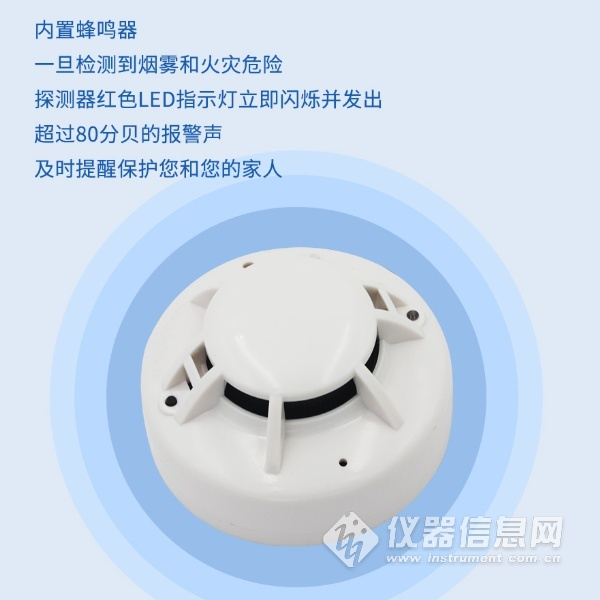 内置蜂鸣器
一旦检测到烟雾和火灾危险
探测器红色LED指示灯立即闪烁并发出
超过80分贝的报警声
及时提醒保护您和您的家人
仪器信息网
www.instrument.com.cn